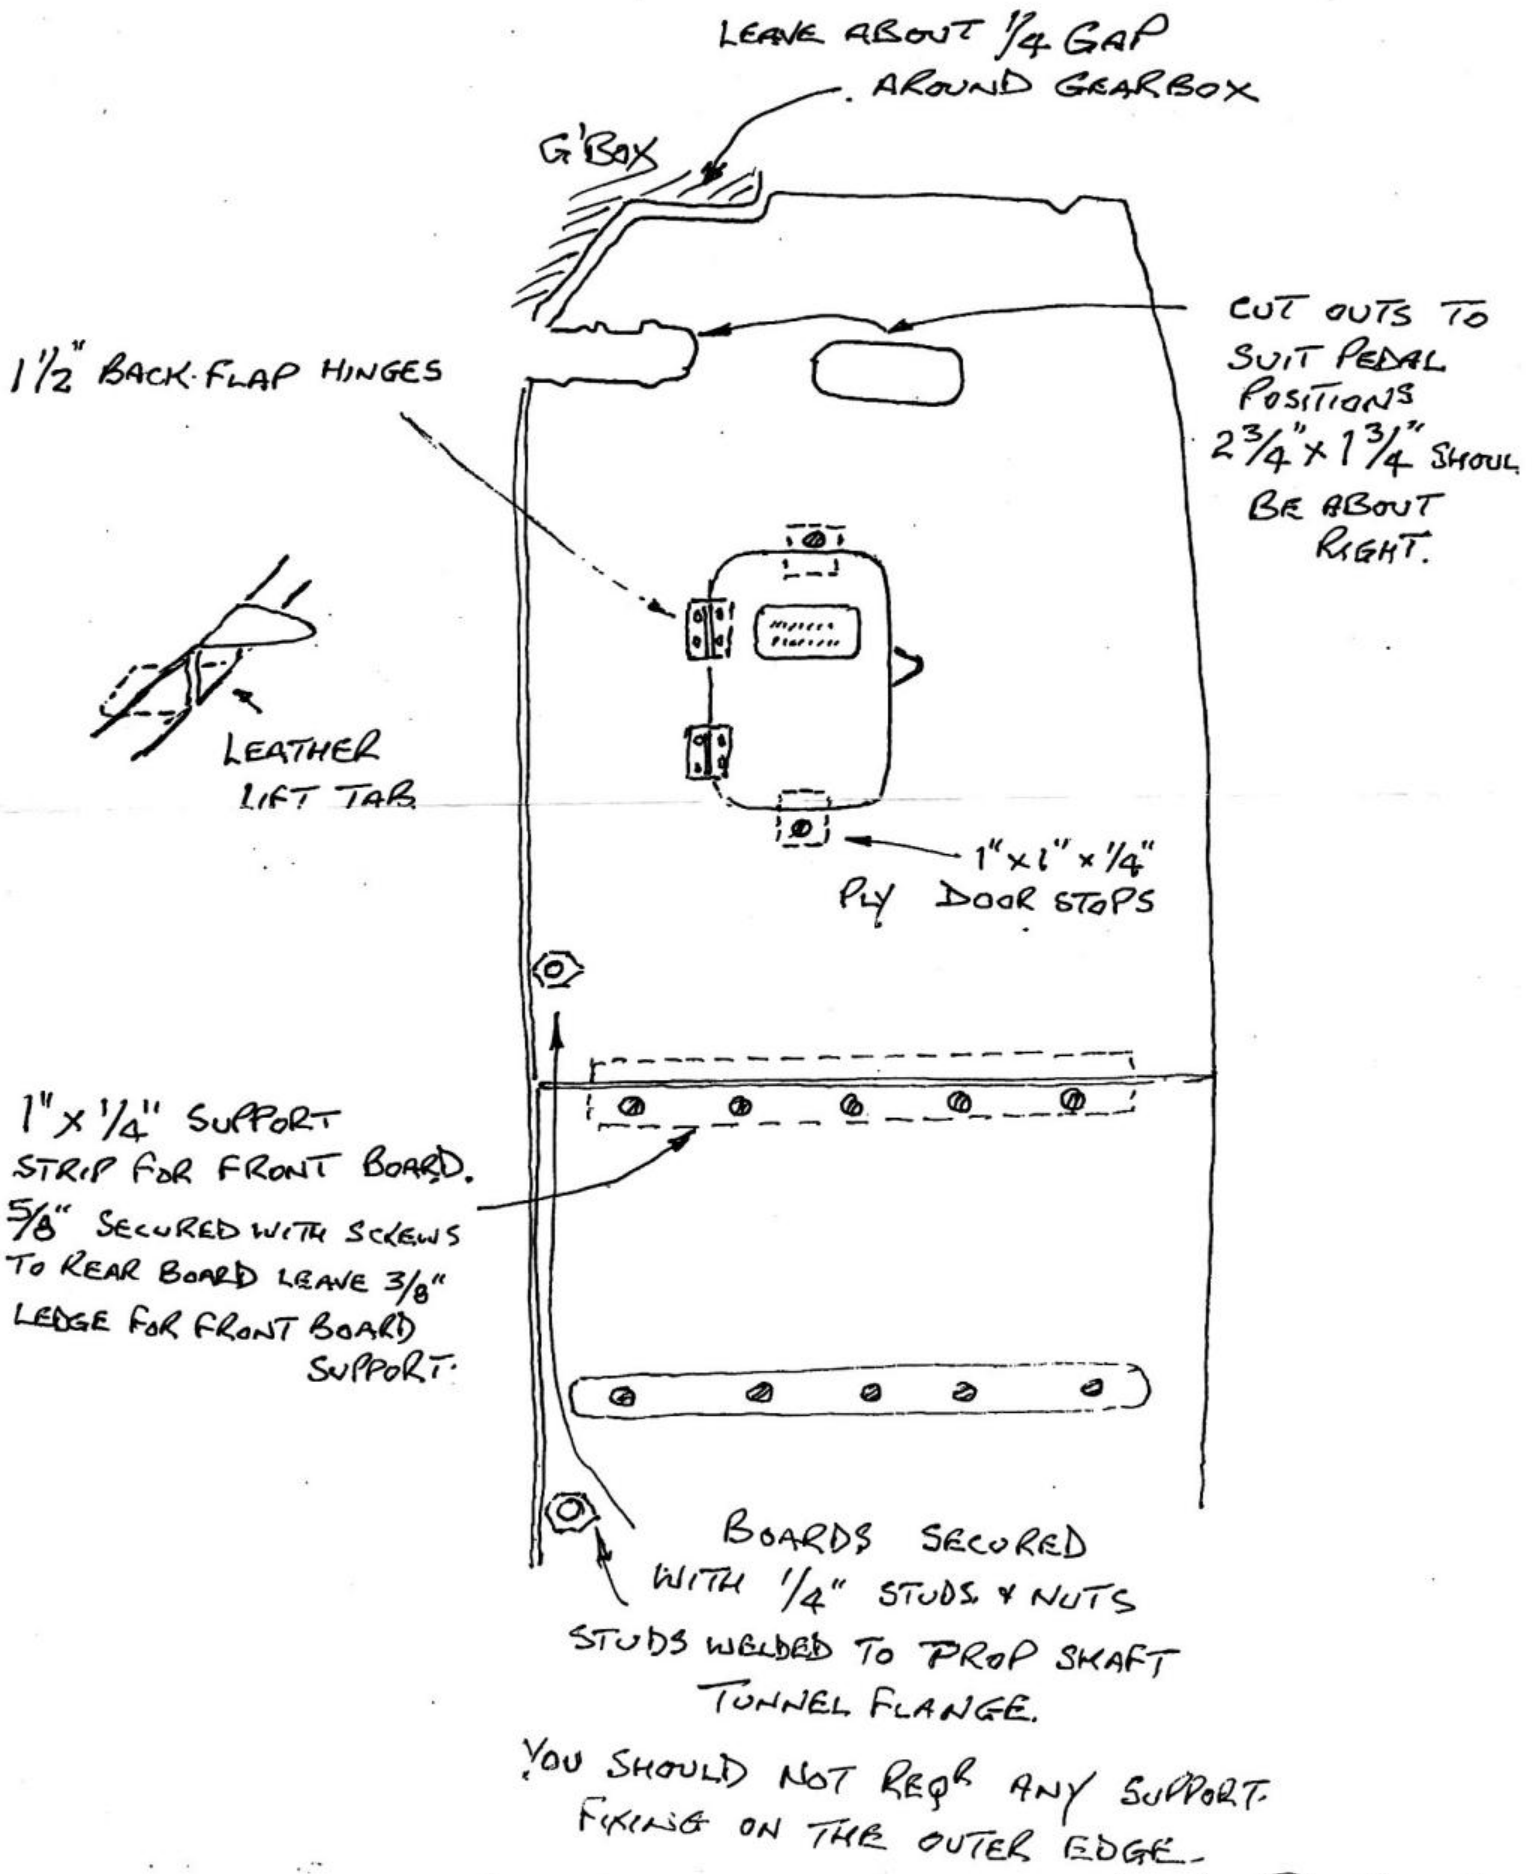 LEAVE ABOUT 1/4 GAP
AROUND GEARBOX
G'BOX
CUT OUTS TO
SUIT PEDAL
POSITIONS
2 3/4" x 1 3/4" SHOUL
BE ABOUT
RIGHT.
1 1/2" BACK-FLAP HINGES
LEATHER
LIFT TAB
1" x 1" x 1/4"
PLY DOOR STOPS
1" x 1/4" SUPPORT
STRIP FOR FRONT BOARD.
5/8" SECURED WITH SCREWS
TO REAR BOARD LEAVE 3/8"
LEDGE FOR FRONT BOARD
SUPPORT.
BOARDS SECURED
WITH 1/4" STUDS & NUTS
STUDS WELDED TO PROP SHAFT
TUNNEL FLANGE.
YOU SHOULD NOT REQR ANY SUPPORT.
FIXING ON THE OUTER EDGE.